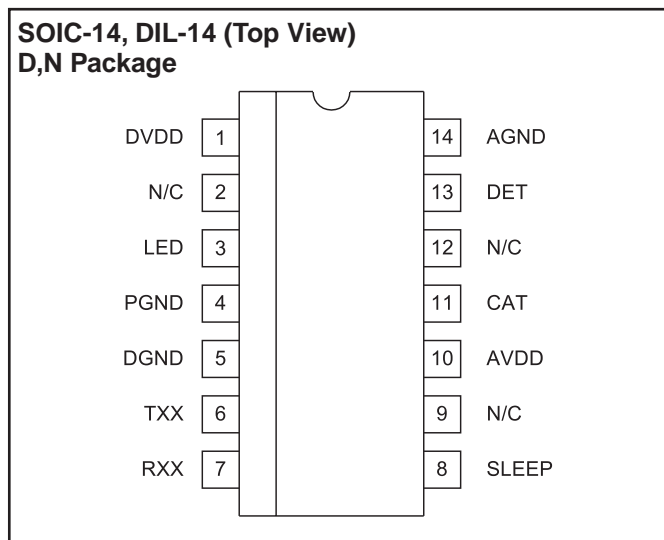 SOIC-14, DIL-14 (Top View)
D,N Package
DVDD 1 14 AGND
N/C 2 13 DET
LED 3 12 N/C
PGND 4 11 CAT
DGND 5 10 AVDD
TXX 6 9 N/C
RXX 7 8 SLEEP